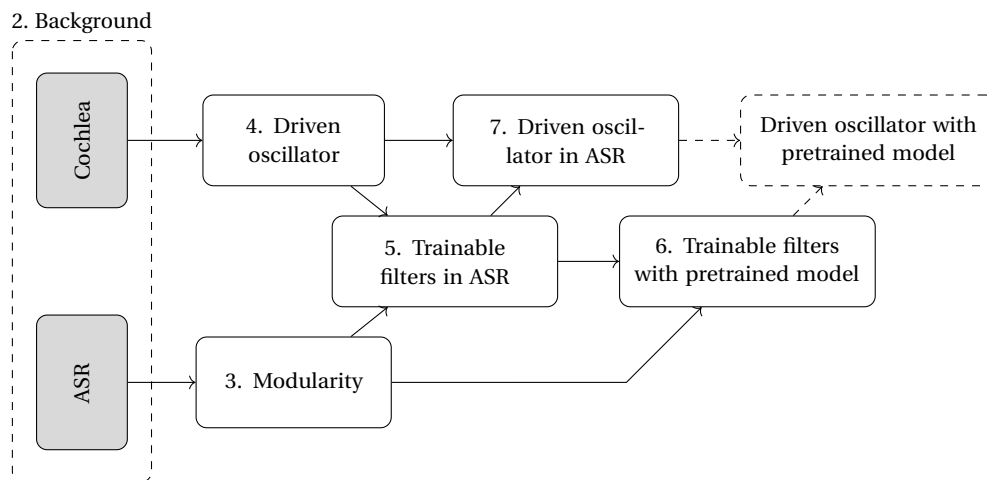 2. Background
Cochlea
4. Driven
oscillator
7. Driven oscil-
lator in ASR
Driven oscillator with
pretrained model
5. Trainable
filters in ASR
6. Trainable filters
with pretrained model
ASR
3. Modularity